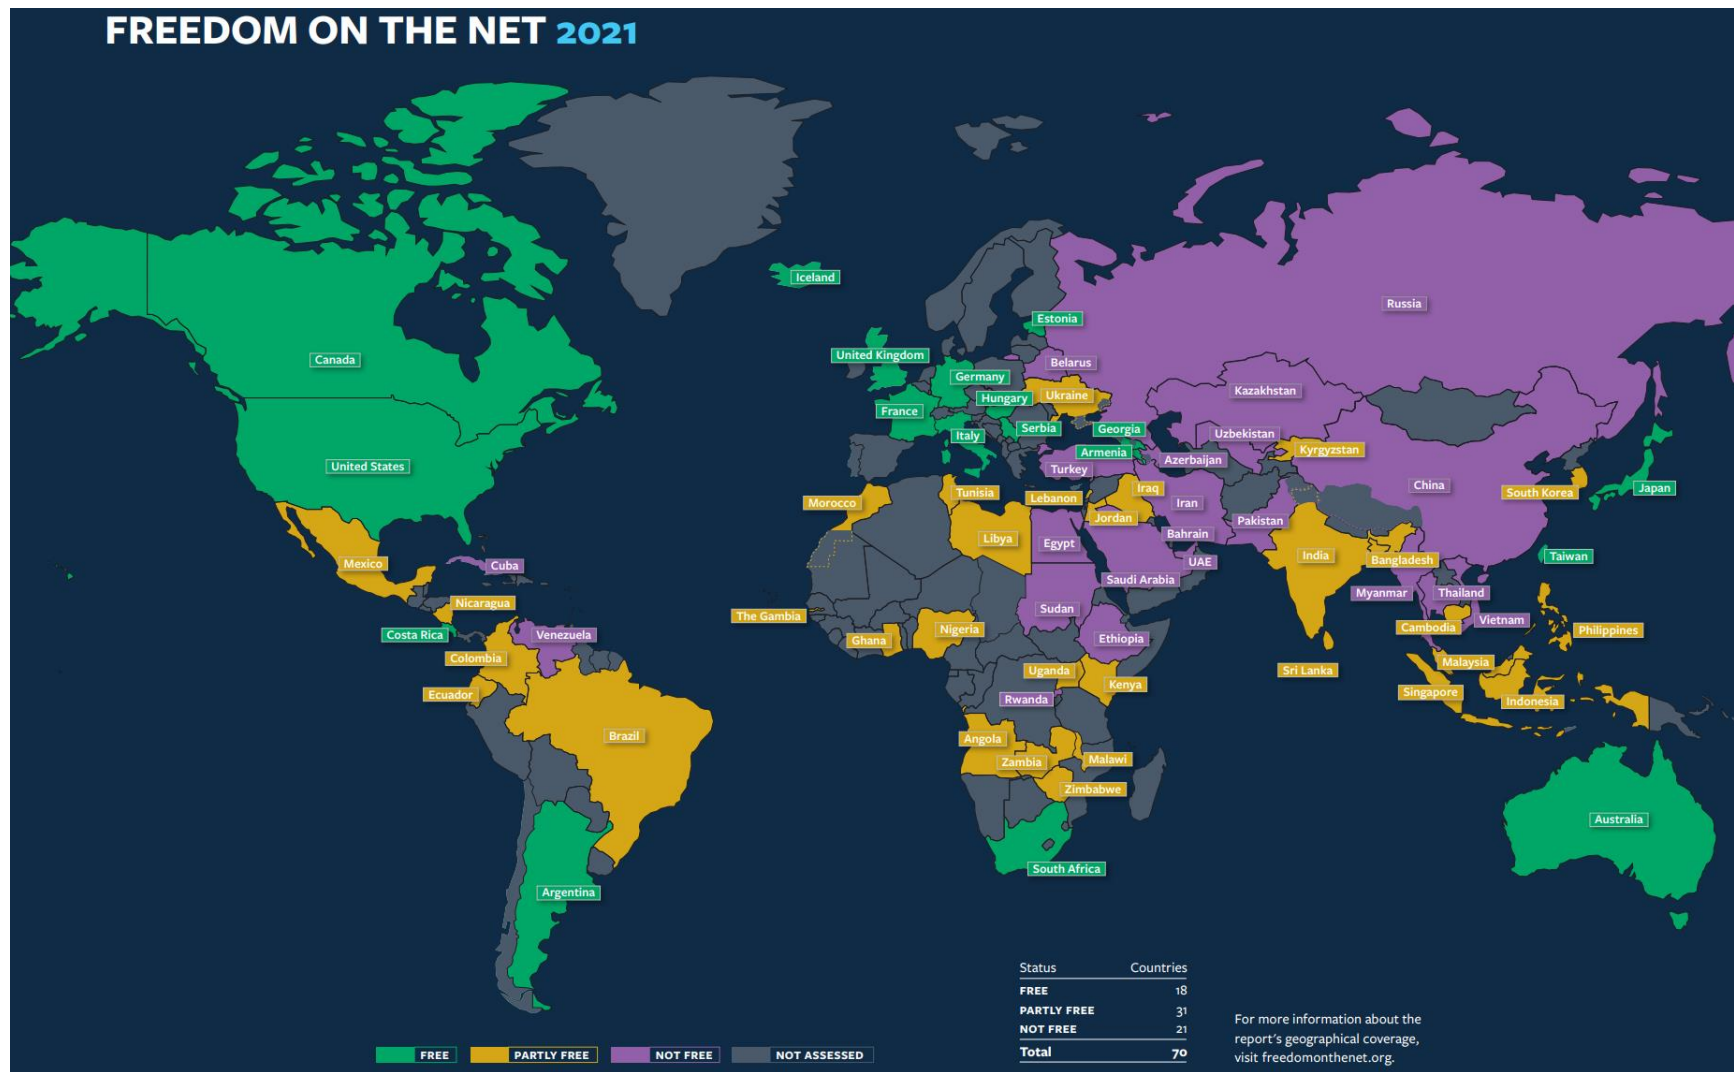 FREEDOM ON THE NET 2021
Iceland
Russia
Estonia
Canada
United Kingdom
Belarus
Germany
Kazakhstan
Hungary
Ukraine
France
Serbia
Georgia
Italy
Uzbekistan
Kyrgyzstan
Armenia
Azerbaijan
United States
Turkey
China
Japan
Tunisia
Iraq
South Korea
Lebanon
Morocco
Iran
Jordan
Pakistan
Bahrain
Libya
Egypt
India
Taiwan
Mexico
Bangladesh
UAE
Cuba
Saudi Arabia
Myanmar
Thailand
Nicaragua
Sudan
The Gambia
Vietnam
Cambodia
Philippines
Nigeria
Costa Rica
Venezuela
Ethiopia
Ghana
Colombia
Malaysia
Uganda
Sri Lanka
Kenya
Singapore
Ecuador
Rwanda
Indonesia
Brazil
Angola
Malawi
Zambia
Zimbabwe
Australia
South Africa
Argentina
Status Countries
FREE 18
PARTLY FREE 31
NOT FREE 21
Total 70
For more information about the
report's geographical coverage,
visit freedomonthenet.org.
FREE
PARTLY FREE
NOT FREE
NOT ASSESSED